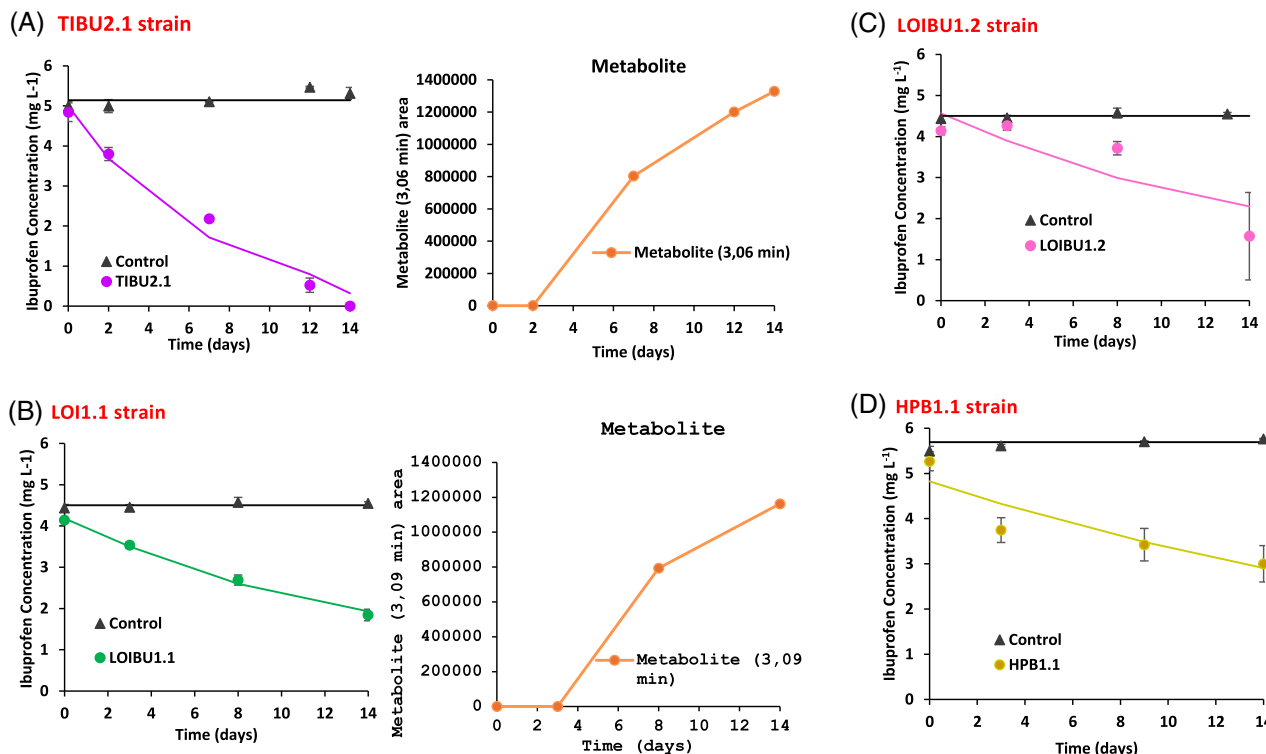 (A) TIBU2.1 strain
Ibuprofen Concentration (mg L-1)
6
5
4
3
2
1
0
0 2 4 6 8 10 12 14
Time (days)
Control
TIBU2.1
Metabolite
Metabolite (3,06 min) area
1400000
1200000
1000000
800000
600000
400000
200000
0
0 2 4 6 8 10 12 14
Time (days)
Metabolite (3,06 min)
(C) LOIBU1.2 strain
Ibuprofen Concentration (mg L-1)
6
5
4
3
2
1
0
0 2 4 6 8 10 12 14
Time (days)
Control
LOIBU1.2
(B) LOI1.1 strain
Ibuprofen Concentration (mg L-1)
6
5
4
3
2
1
0
0 2 4 6 8 10 12 14
Time (days)
Control
LOIBU1.1
Metabolite
Metabolite (3,09 min) area
1400000
1200000
1000000
800000
600000
400000
200000
0
0 2 4 6 8 10 12 14
Time (days)
Metabolite (3,09
min)
(D) HPB1.1 strain
Ibuprofen Concentration (mg L-1)
6
5
4
3
2
1
0
0 2 4 6 8 10 12 14
Time (days)
Control
HPB1.1